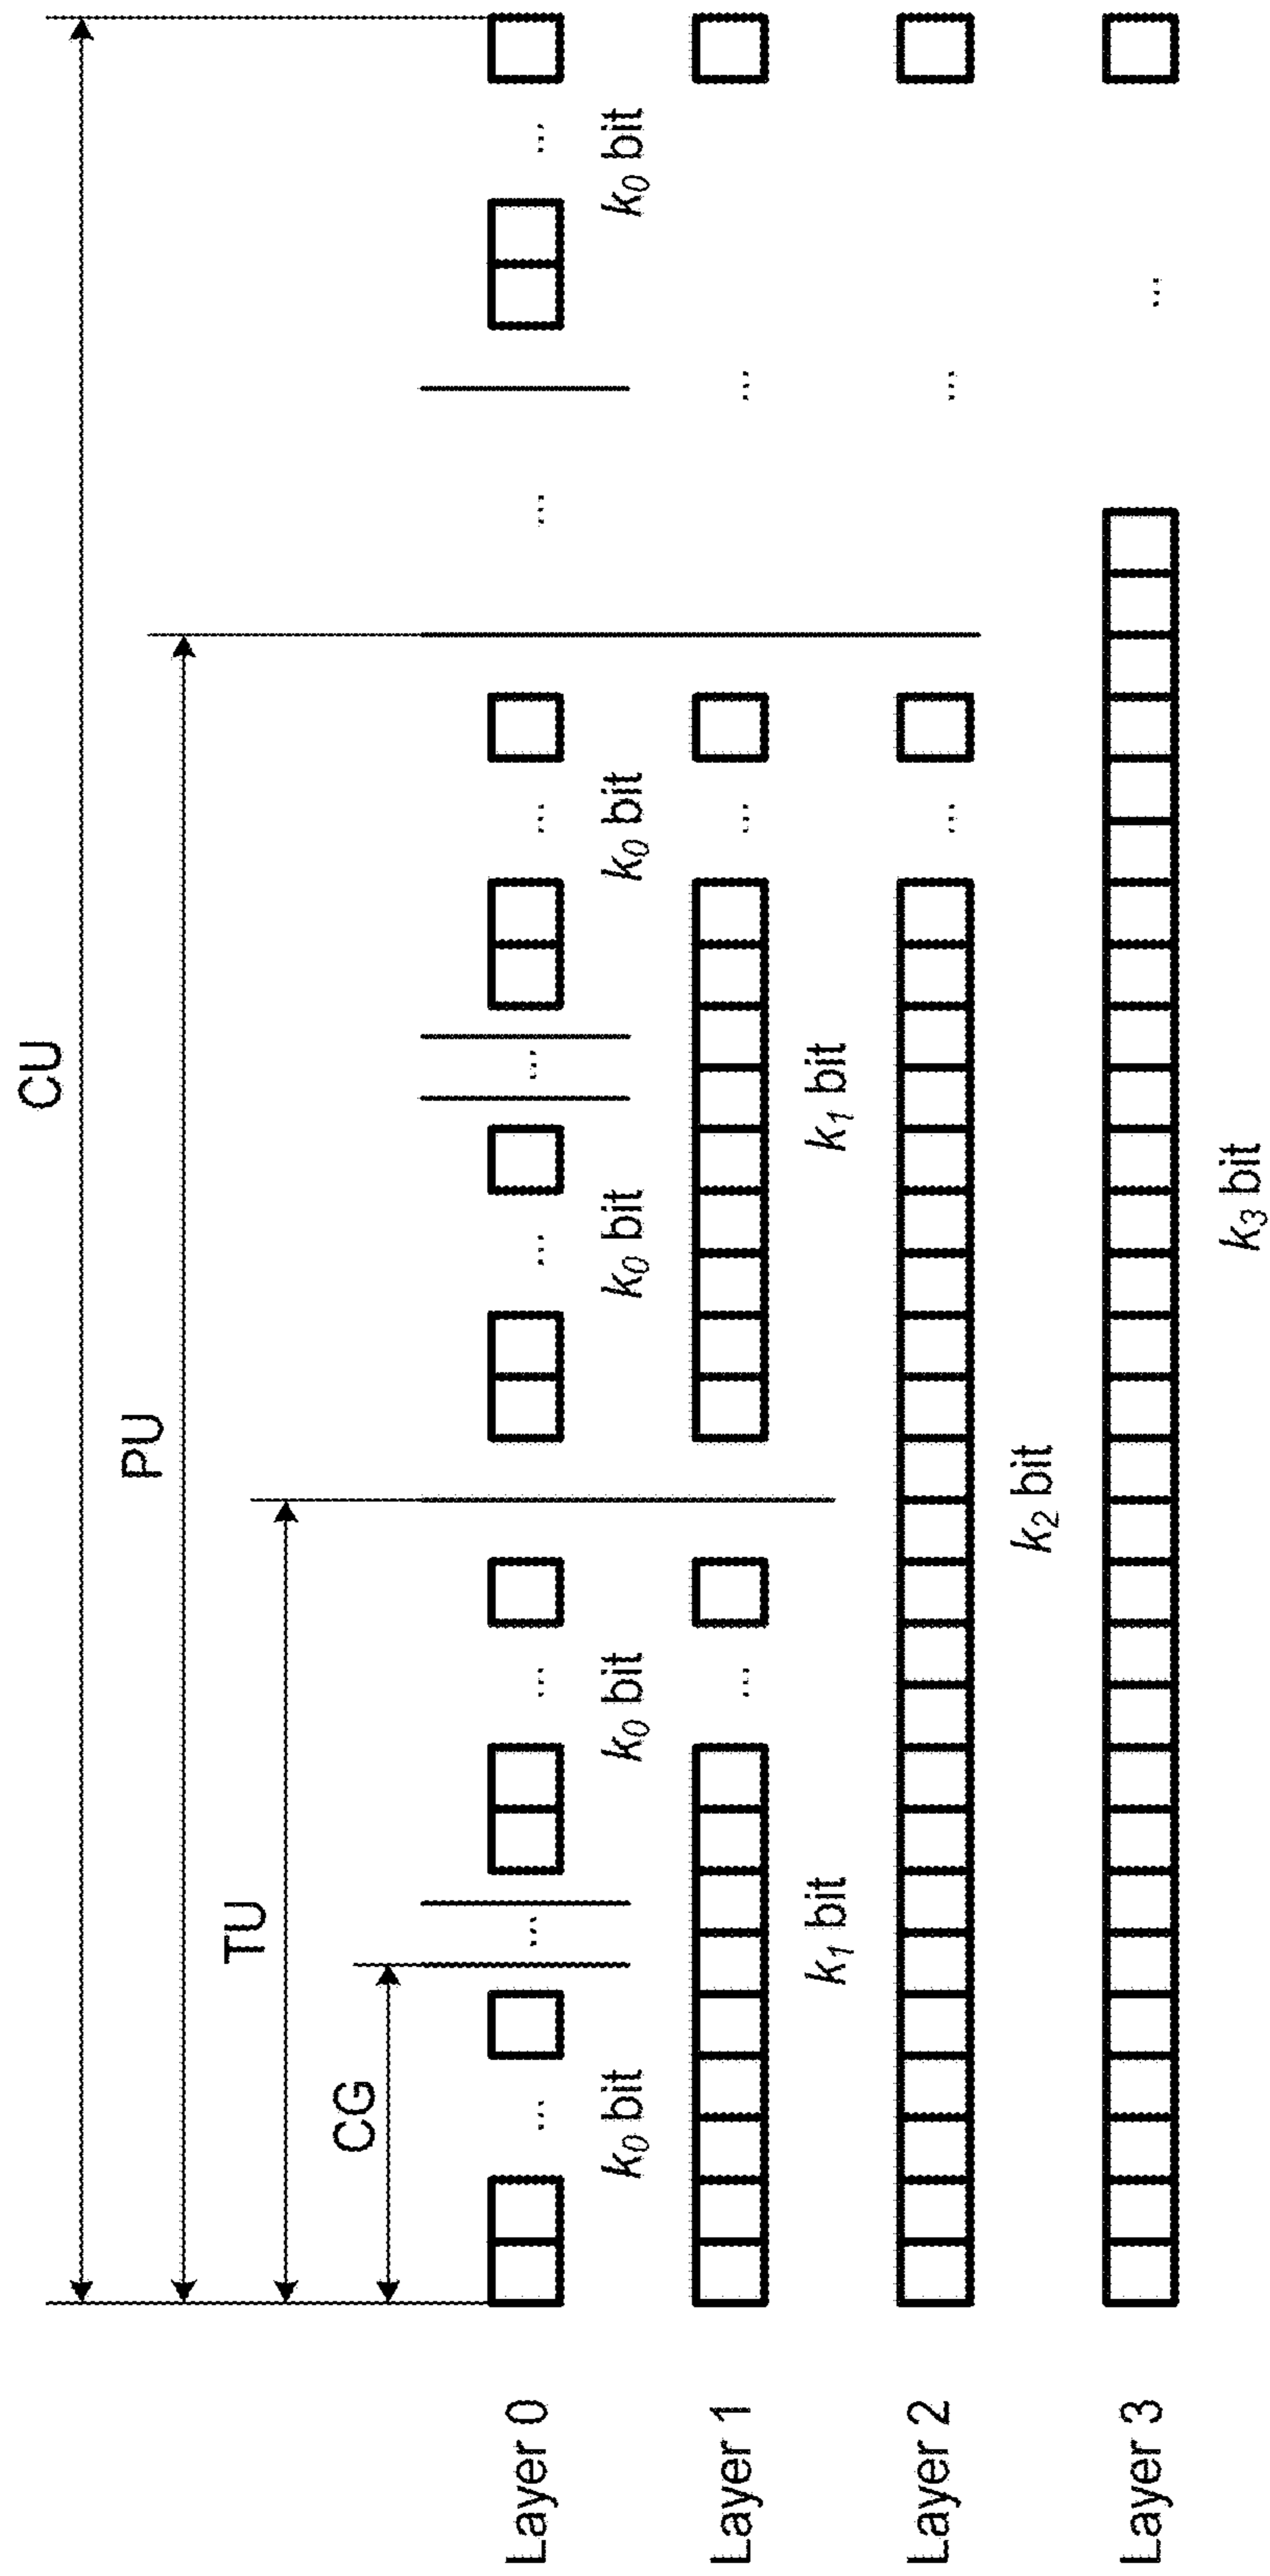 CU
PU
TU
CG
Layer 0 ... ... ... ... ... ... ...
k0 bit k0 bit k0 bit k0 bit k0 bit
Layer 1 ... ... ...
k1 bit k1 bit
Layer 2 ... ...
k2 bit
Layer 3 ...
k3 bit